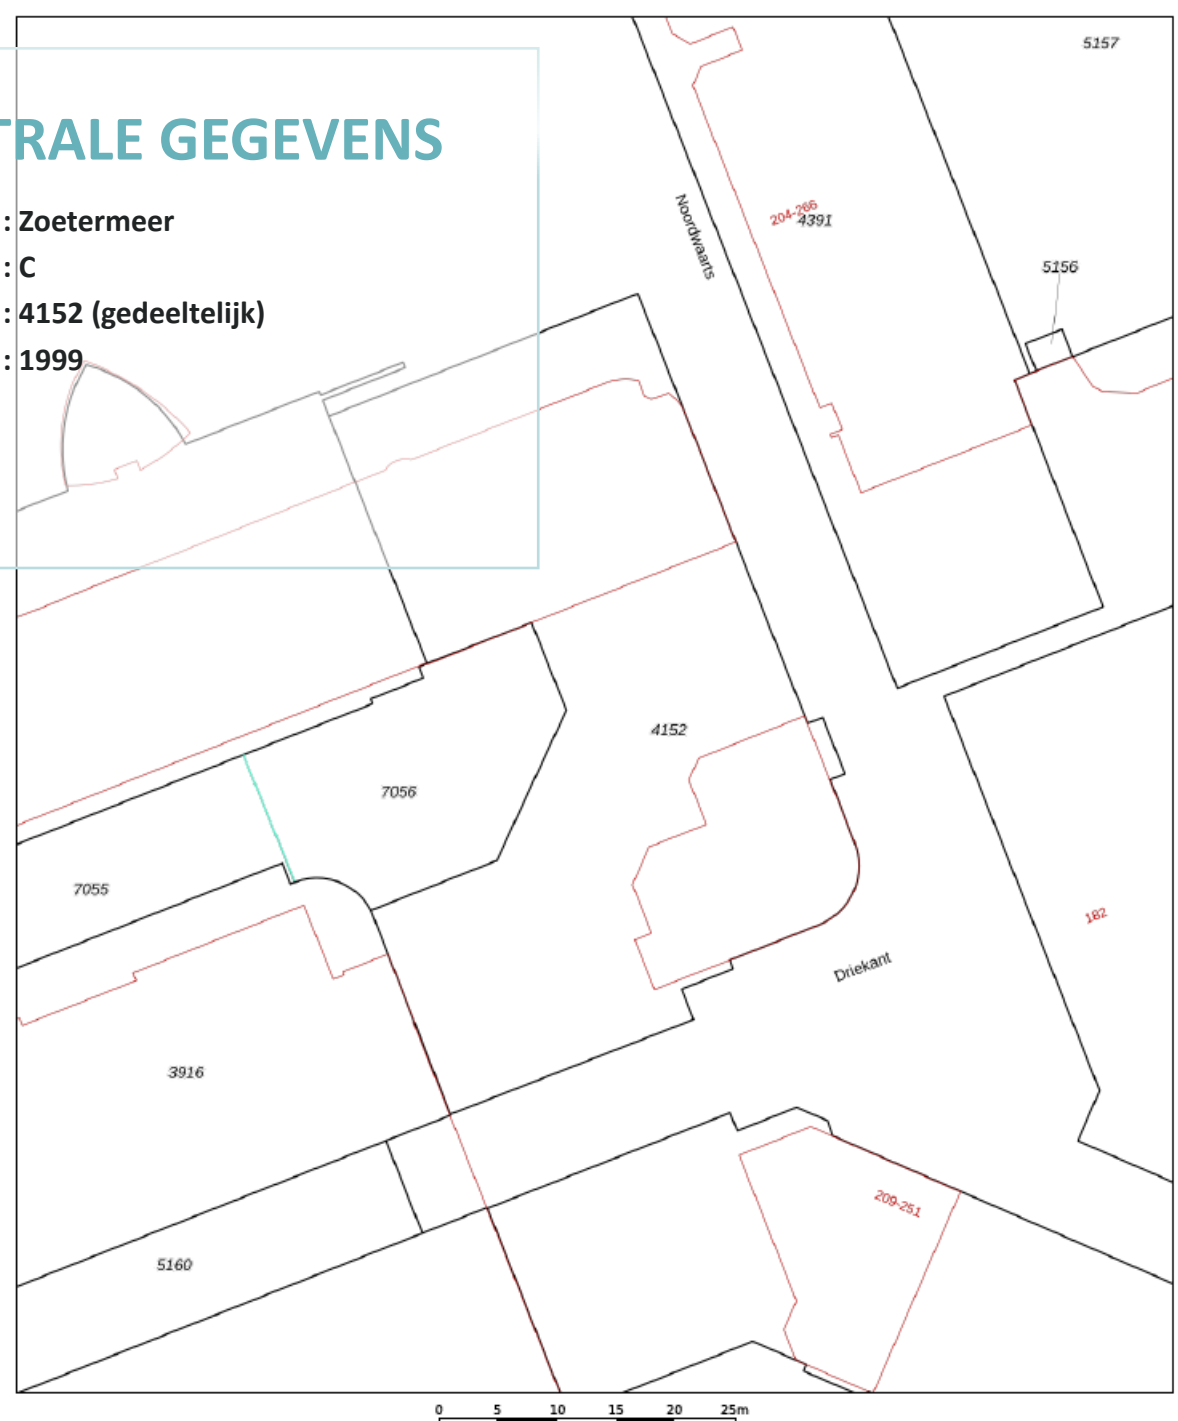 TRALE GEGEVENS
: Zoetermeer
: C
: 4152 (gedeeltelijk)
: 1999
5157
Noordwaarts
204-266
4391
5156
4152
7056
7055
182
Driekant
3916
209-251
5160
0 5 10 15 20 25m